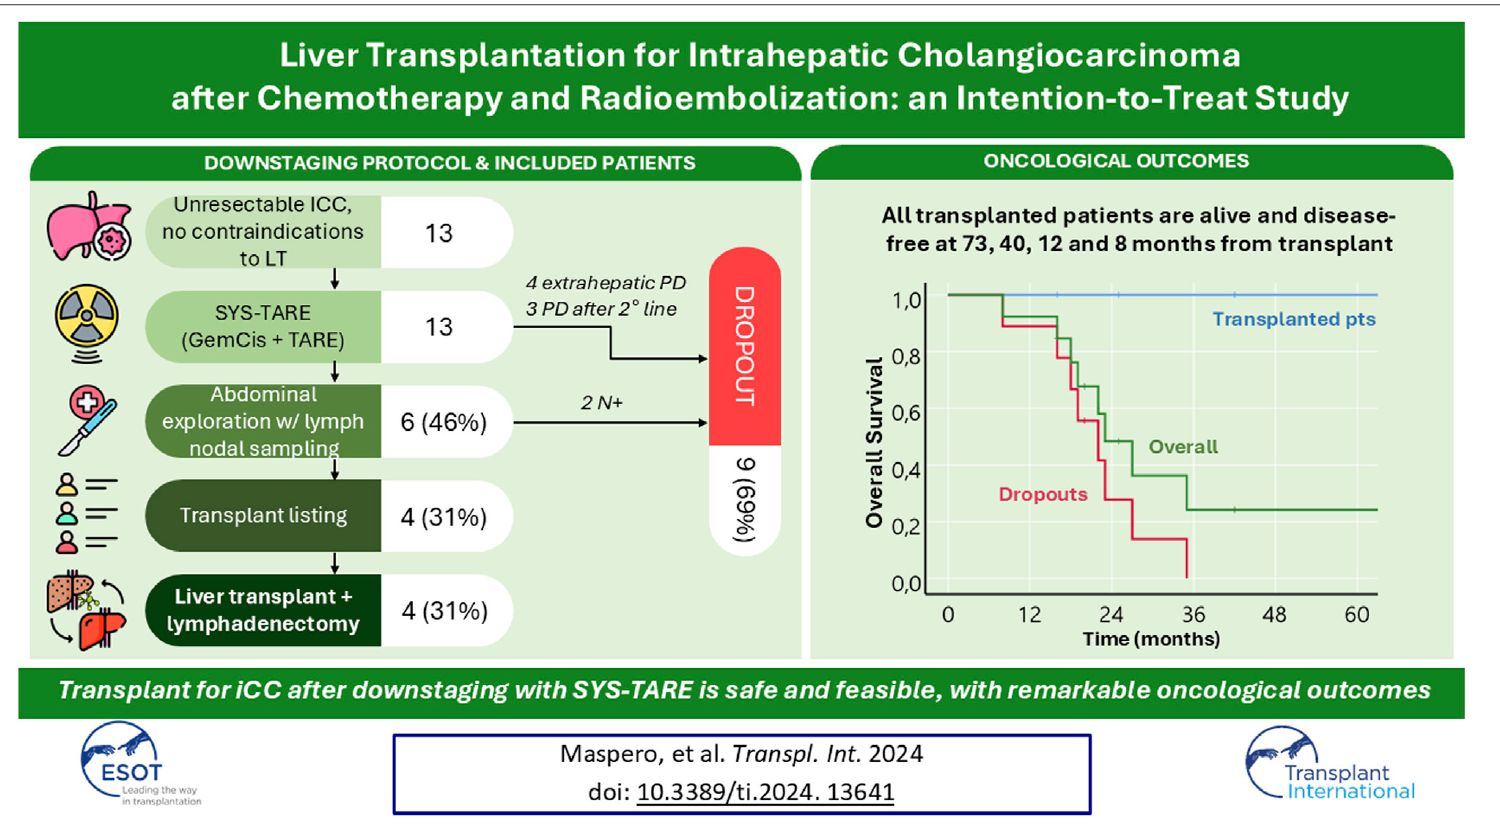 Liver Transplantation for Intrahepatic Cholangiocarcinoma
after Chemotherapy and Radioembolization: an Intention-to-Treat Study
DOWNSTAGING PROTOCOL & INCLUDED PATIENTS
Unresectable ICC,
no contraindications
to LT
13
SYS-TARE
(GemCis + TARE)
13
4 extrahepatic PD
3 PD after 2° line
Abdominal
exploration w/ lymph
nodal sampling
6 (46%)
2 N+
Transplant listing
4 (31%)
Liver transplant +
lymphadenectomy
4 (31%)
DROPOUT
9 (69%)
ONCOLOGICAL OUTCOMES
All transplanted patients are alive and disease-
free at 73, 40, 12 and 8 months from transplant
Overall Survival
1,0
0,8
0,6
0,4
0,2
0,0
Transplanted pts
Overall
Dropouts
0 12 24 36 48 60
Time (months)
Transplant for iCC after downstaging with SYS-TARE is safe and feasible, with remarkable oncological outcomes
ESOT
Leading the way
in transplantation
Maspero, et al. Transpl. Int. 2024
doi: 10.3389/ti.2024. 13641
Transplant
International